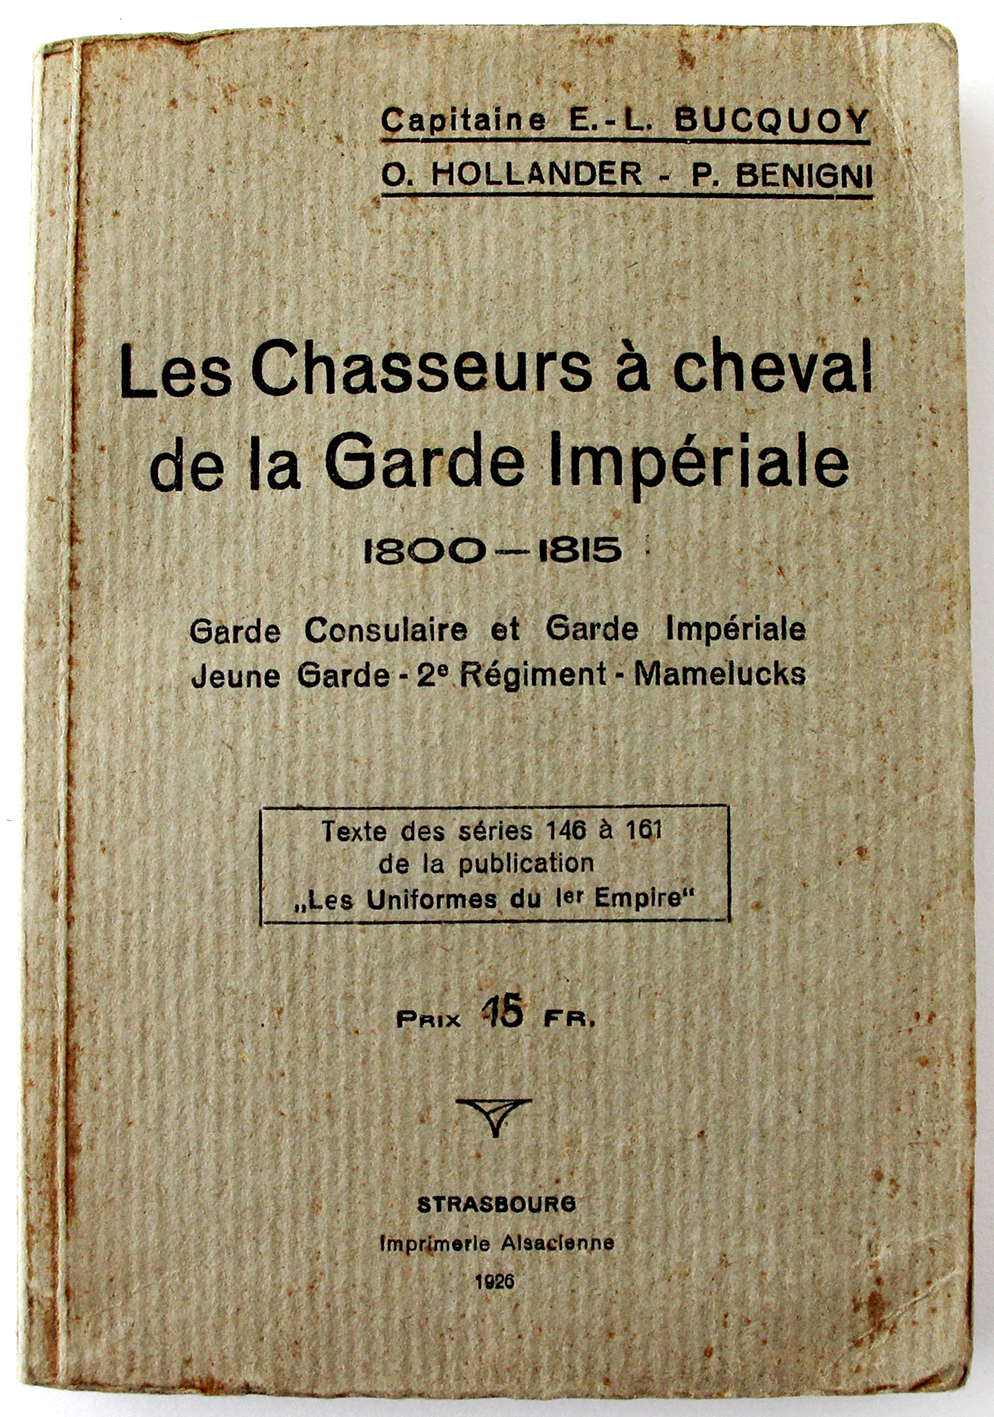 Capitaine E.-L. BUCQUOY
O. HOLLANDER - P. BENIGNI
Les Chasseurs à cheval
de la Garde Impériale
1800—1815
Garde Consulaire et Garde Impériale
Jeune Garde - 2e Régiment - Mamelucks
Texte des séries 146 à 161
de la publication
„Les Uniformes du Ier Empire“
PRIX 15 FR.
STRASBOURG
Imprimerie Alsacienne
1926